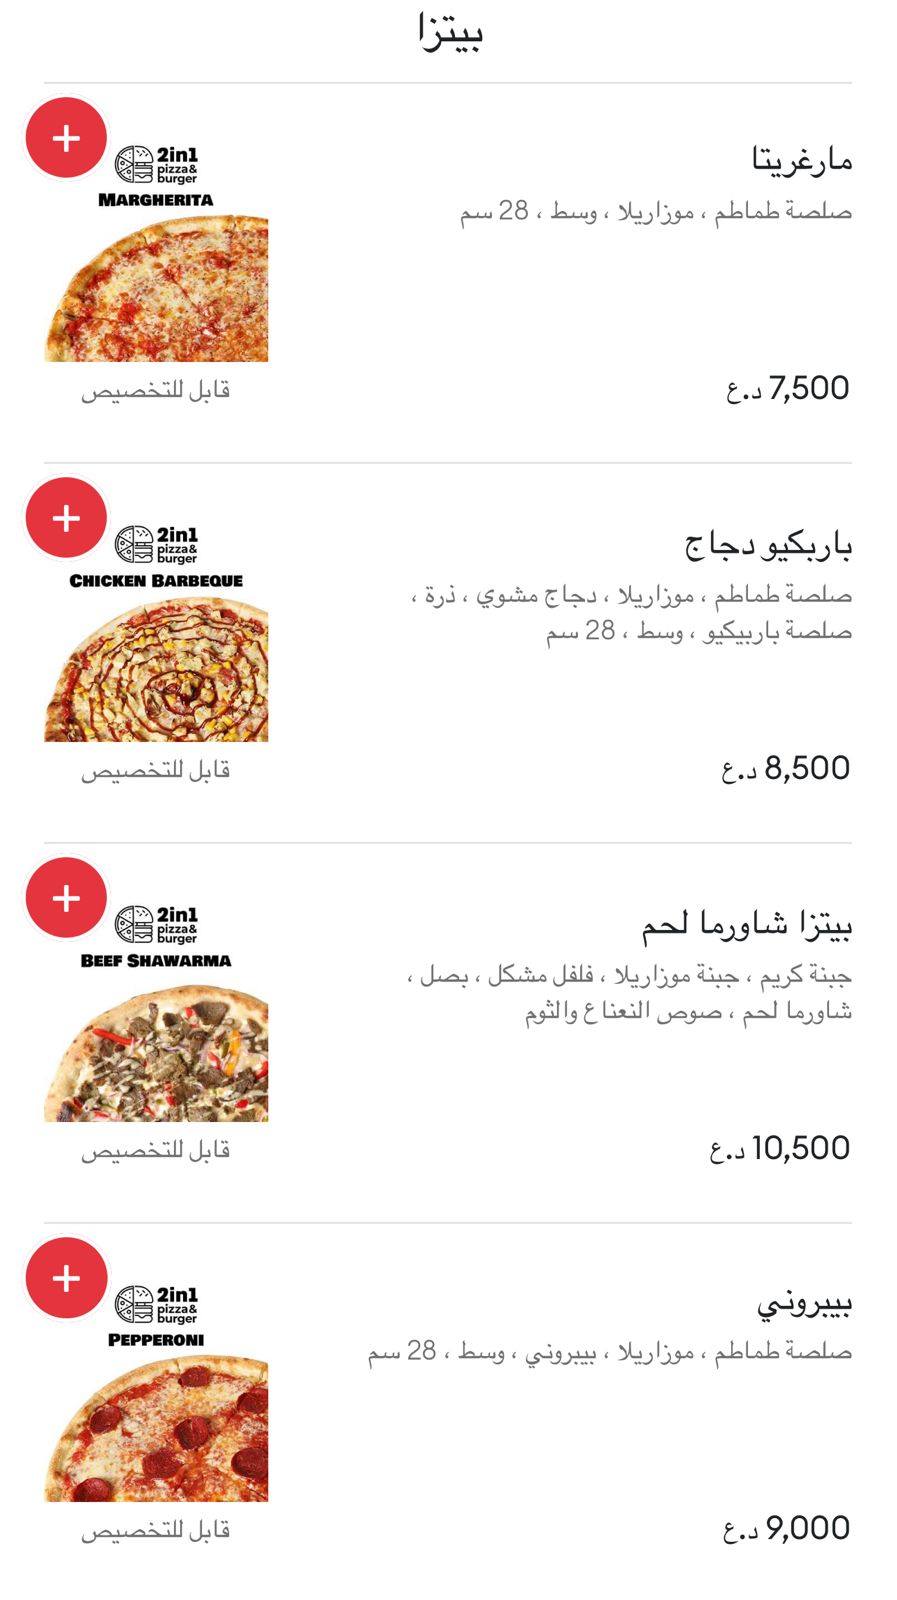 بيتزا
مارغريتا
صلصة طماطم ، موزاريلا ، وسط ، 28 سم
7,500 د.ع
2in1
pizza&
burger
MARGHERITA
قابل للتخصيص
باربكيو دجاج
صلصة طماطم ، موزاريلا ، دجاج مشوي ، ذرة ،
صلصة باربيكيو ، وسط ، 28 سم
8,500 د.ع
2in1
pizza&
burger
CHICKEN BARBEQUE
قابل للتخصيص
بيتزا شاورما لحم
جبنة كريم ، جبنة موزاريلا ، فلفل مشكل ، بصل ،
شاورما لحم ، صوص النعناع والثوم
10,500 د.ع
2in1
pizza&
burger
BEEF SHAWARMA
قابل للتخصيص
بيبروني
صلصة طماطم ، موزاريلا ، بيبروني ، وسط ، 28 سم
9,000 د.ع
2in1
pizza&
burger
PEPPERONI
قابل للتخصيص